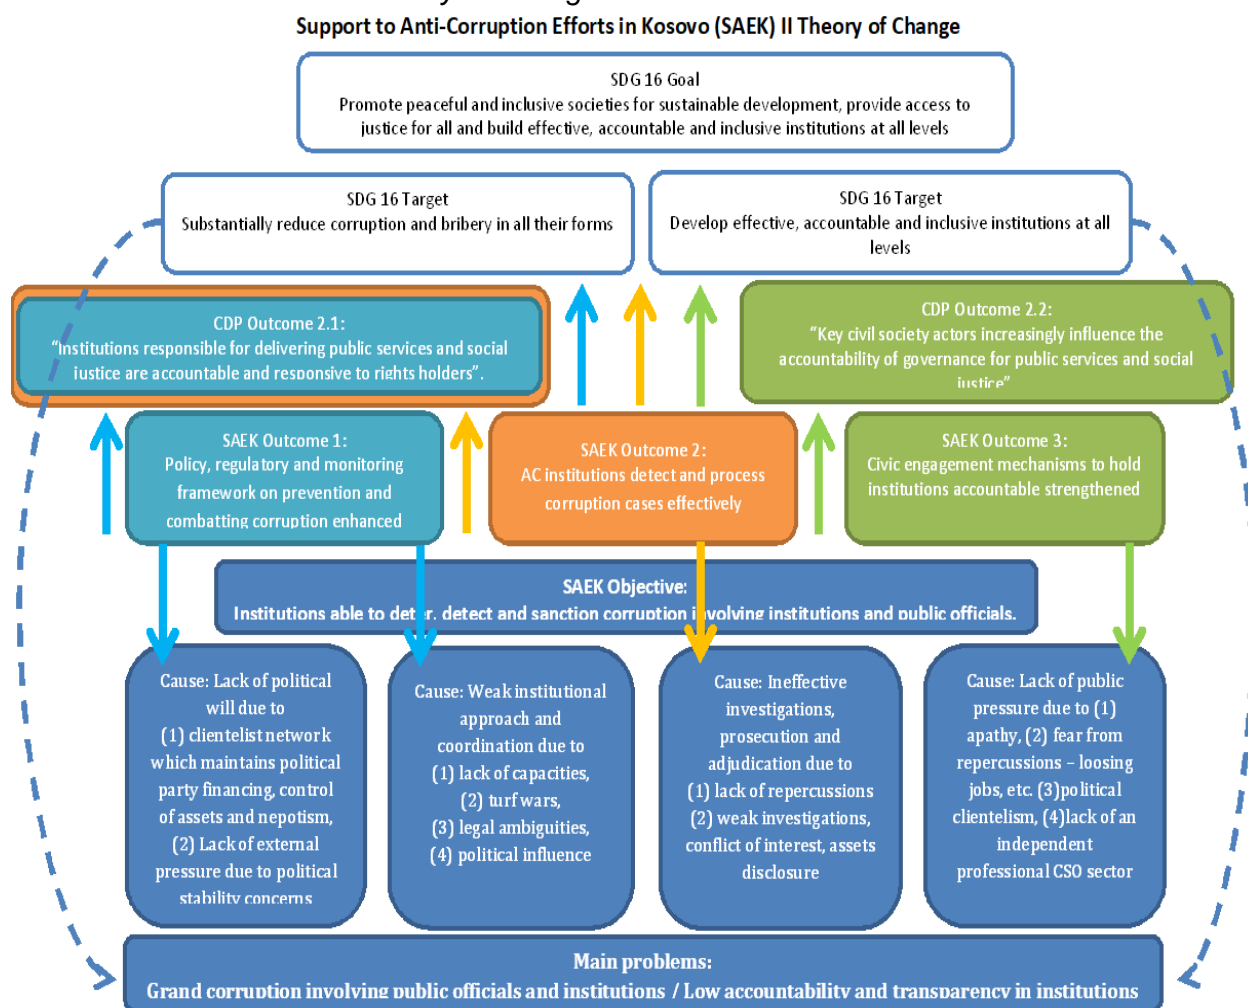 Support to Anti-Corruption Efforts in Kosovo (SAEK) II Theory of Change
SDG 16 Goal
Promote peaceful and inclusive societies for sustainable development, provide access to
justice for all and build effective, accountable and inclusive institutions at all levels
SDG 16 Target
Substantially reduce corruption and bribery in all their forms
SDG 16 Target
Develop effective, accountable and inclusive institutions at all
levels
CDP Outcome 2.1:
“Institutions responsible for delivering public services and social
justice are accountable and responsive to rights holders”.
CDP Outcome 2.2:
“Key civil society actors increasingly influence the
accountability of governance for public services and social
justice”
SAEK Outcome 1:
Policy, regulatory and monitoring
framework on prevention and
combatting corruption enhanced
SAEK Outcome 2:
AC institutions detect and process
corruption cases effectively
SAEK Outcome 3:
Civic engagement mechanisms to hold
institutions accountable strengthened
SAEK Objective:
Institutions able to deter, detect and sanction corruption involving institutions and public officials.
Cause: Lack of political
will due to
(1) clientelist network
which maintains political
party financing, control
of assets and nepotism,
(2) Lack of external
pressure due to political
stability concerns
Cause: Weak institutional
approach and
coordination due to
(1) lack of capacities,
(2) turf wars,
(3) legal ambiguities,
(4) political influence
Cause: Ineffective
investigations,
prosecution and
adjudication due to
(1) lack of repercussions
(2) weak investigations,
conflict of interest, assets
disclosure
Cause: Lack of public
pressure due to (1)
apathy, (2) fear from
repercussions – loosing
jobs, etc. (3)political
clientelism, (4)lack of an
independent
professional CSO sector
Main problems:
Grand corruption involving public officials and institutions / Low accountability and transparency in institutions